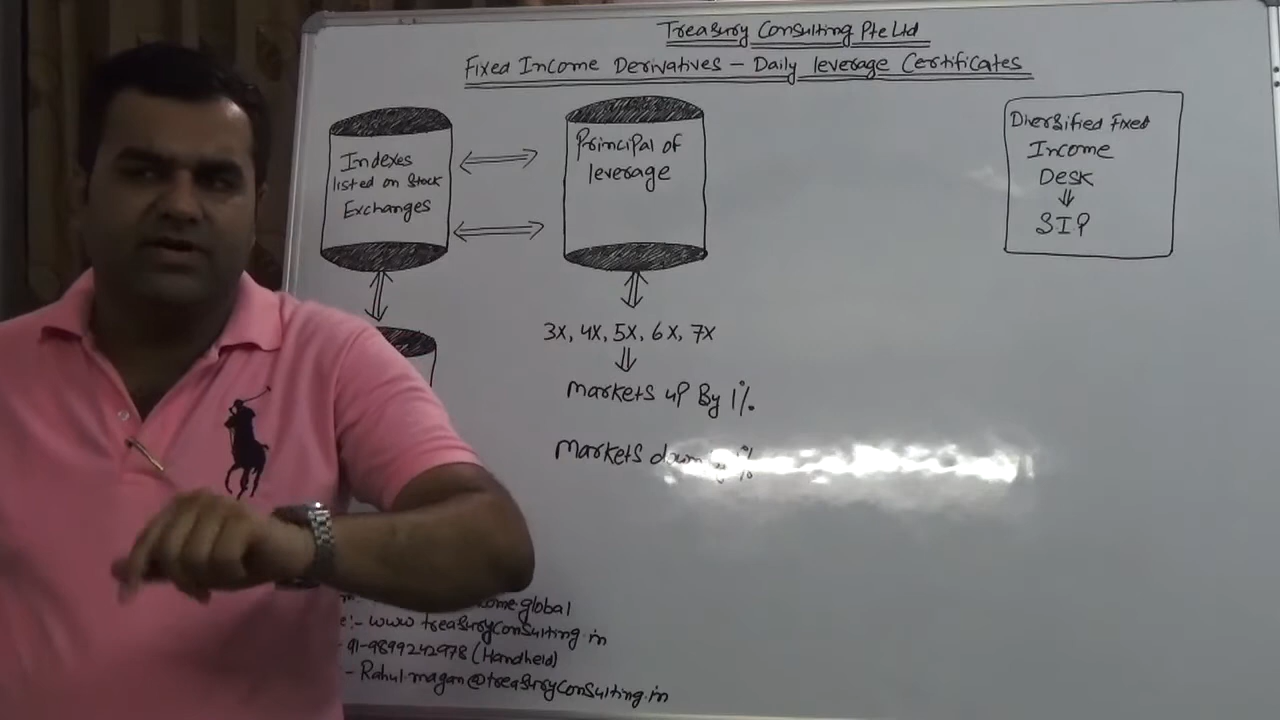 Treasury Consulting Pte Ltd
Fixed Income Derivatives – Daily leverage Certificates
Indexes
listed on Stock
Exchanges
Principal of
leverage
Diversified Fixed
Income
Desk
SIP
3x, 4x, 5x, 6x, 7x
Markets up By 1%
Markets down %
ome.global
e:- www treasuryconsulting.in
- 91-9899242978 (Handheld)
- Rahul.magan@treasuryconsulting.in